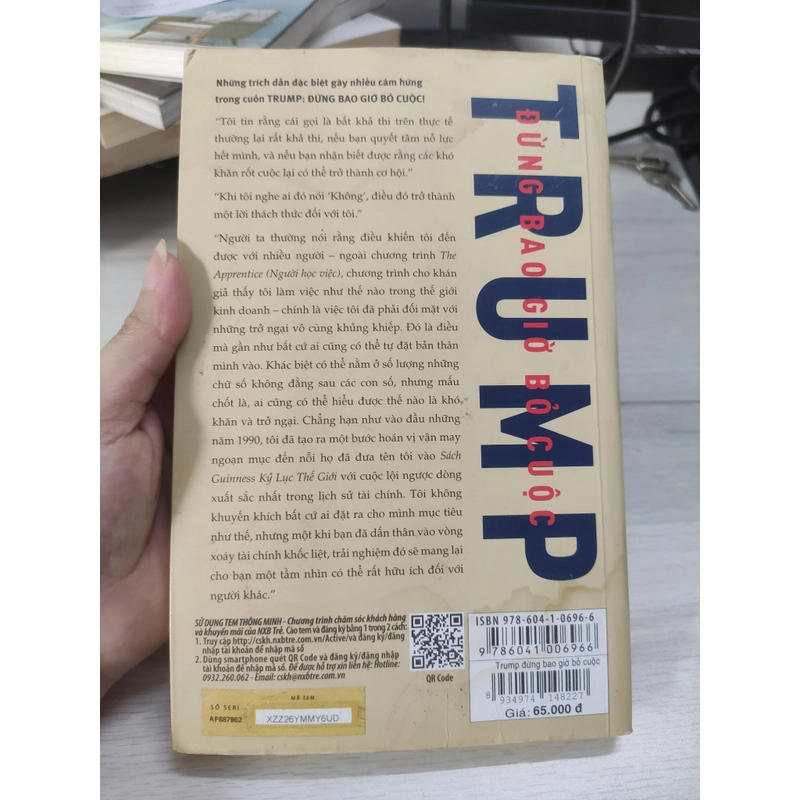 Những trích dẫn đặc biệt gây nhiều cảm hứng
trong cuốn TRUMP: ĐỪNG BAO GIỜ BỎ CUỘC!
“Tôi tin rằng cái gọi là bất khả thi trên thực tế
thường lại rất khả thi, nếu bạn quyết tâm nỗ lực
hết mình, và nếu bạn nhận biết được rằng các khó
khăn rốt cuộc lại có thể trở thành cơ hội.”
“Khi tôi nghe ai đó nói ‘Không’, điều đó trở thành
một lời thách thức đối với tôi.”
“Người ta thường nổi rằng điều khiến tôi đến
được với nhiều người – ngoài chương trình The
Apprentice (Người học việc), chương trình cho khán
giả thấy tôi làm việc như thế nào trong thế giới
kinh doanh – chính là việc tôi đã phải đối mặt với
những trở ngại vô cùng khủng khiếp. Đó là điều
mà gần như bất cứ ai cũng có thể tự đặt bản thân
mình vào. Khác biệt có thể nằm ở số lượng những
chữ số không đằng sau các con số, nhưng mấu
chốt là, ai cũng có thể hiểu được thế nào là khó
khăn và trở ngại. Chẳng hạn như vào đầu những
năm 1990, tôi đã tạo ra một bước hoán vị vận may
ngoạn mục đến nỗi họ đã đưa tên tôi vào Sách
Guinness Kỷ Lục Thế Giới với cuộc lội ngược dòng
xuất sắc nhất trong lịch sử tài chính. Tôi không
khuyến khích bất cứ ai đặt ra cho mình mục tiêu
như thế, nhưng một khi bạn đã dấn thân vào vòng
xoáy tài chính khốc liệt, trải nghiệm đó sẽ mang lại
cho bạn một tầm nhìn có thể rất hữu ích đối với
người khác.”
TRUMP
ĐỪNG BAO GIỜ BỎ CUỘC
SỬ DỤNG TEM THÔNG MINH - Chương trình chăm sóc khách hàng
và khuyến mãi của NXB Trẻ. Cào tem và đăng ký bằng 1 trong 2 cách:
1. Truy cập http://cskh.nxbtre.com.vn/Active/và đăng ký/đăng
nhập tài khoản để nhập mã số
2. Dùng smartphone quét QR Code và đăng ký/đăng nhập
tài khoản để nhập mã số. Để được hỗ trợ xin liên hệ: Hotline:
0932.260.062 - Email: cskh@nxbtre.com.vn
QR Code
MÃ TEM
SỐ SERI
AF687962
XZZ26YMMY6UD
ISBN 978-604-1-0696-6
9 786041 006966
Trump đừng bao giờ bỏ cuộc
8 934974 148227
Giá: 65.000 đ